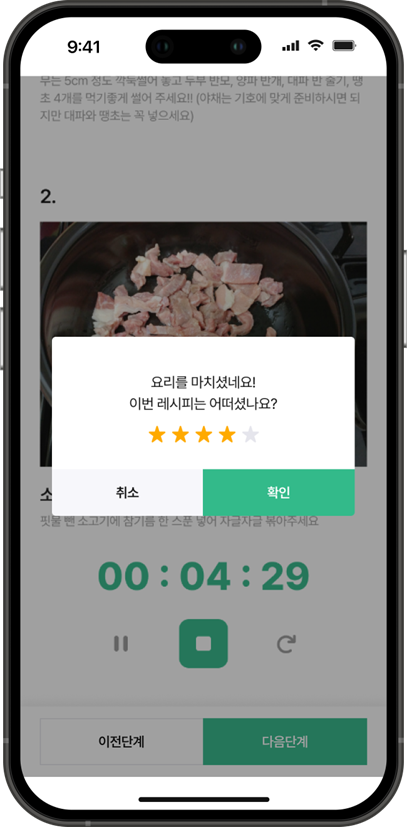 9:41
무는 5cm 정도 깍둑썰어 놓고 두부 반모, 양파 반개, 대파 반 줄기, 땡
초 4개를 먹기좋게 썰어 주세요!! (야채는 기호에 맞게 준비하시면 되
지만 대파와 땡초는 꼭 넣으세요)
2.
요리를 마치셨네요!
이번 레시피는 어떠셨나요?
취소
확인
핏물 뺀 소고기에 참기름 한 스푼 넣어 자글자글 볶아주세요
00 : 04 : 29
이전단계
다음단계